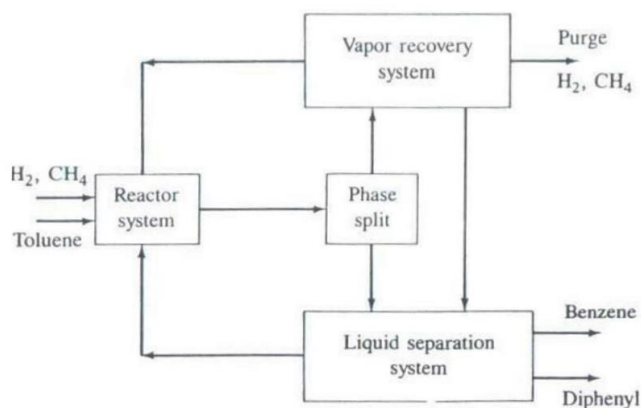 Vapor recovery
system
Purge
H₂, CH₄
H₂, CH₄
Toluene
Reactor
system
Phase
split
Liquid separation
system
Benzene
Diphenyl